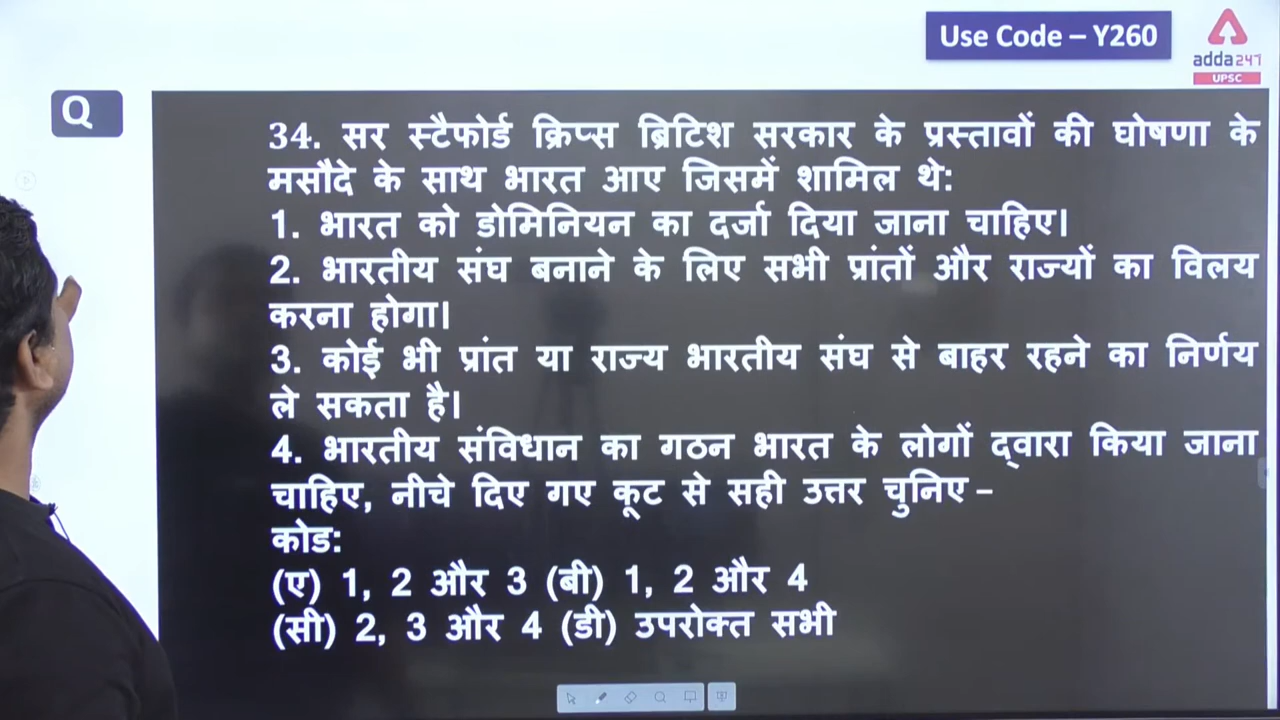 Use Code – Y260
adda247
UPSC
Q
34. सर स्टैफोर्ड क्रिप्स ब्रिटिश सरकार के प्रस्तावों की घोषणा के
मसौदे के साथ भारत आए जिसमें शामिल थे:
1. भारत को डोमिनियन का दर्जा दिया जाना चाहिए।
2. भारतीय संघ बनाने के लिए सभी प्रांतों और राज्यों का विलय
करना होगा।
3. कोई भी प्रांत या राज्य भारतीय संघ से बाहर रहने का निर्णय
ले सकता है।
4. भारतीय संविधान का गठन भारत के लोगों द्वारा किया जाना
चाहिए, नीचे दिए गए कूट से सही उत्तर चुनिए –
कोड:
(ए) 1, 2 और 3 (बी) 1, 2 और 4
(सी) 2, 3 और 4 (डी) उपरोक्त सभी